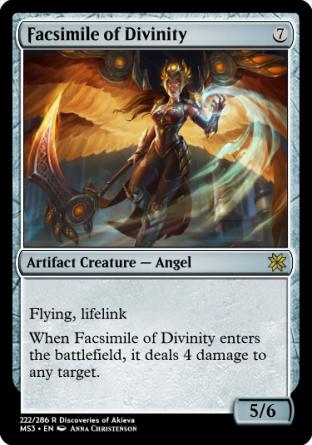 Facsimile of Divinity 7
Artifact Creature — Angel
Flying, lifelink
When Facsimile of Divinity enters
the battlefield, it deals 4 damage to
any target.
5/6
222/286 R Discoveries of Akieva
MS3 • EN Anna Christenson